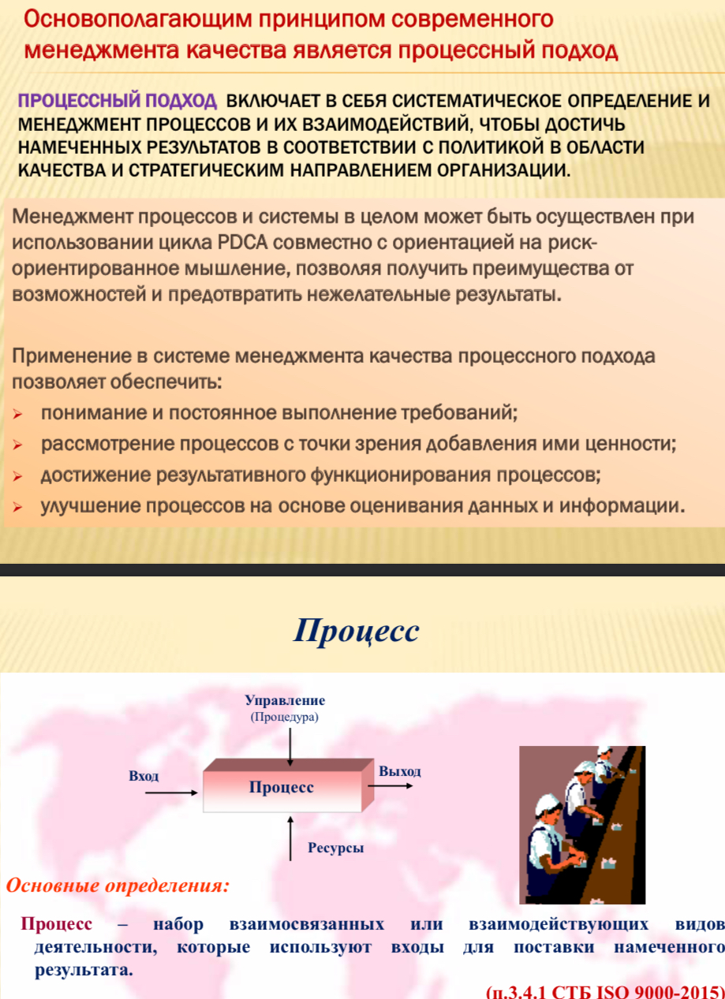 Основополагающим принципом современного
менеджмента качества является процессный подход
ПРОЦЕССНЫЙ ПОДХОД ВКЛЮЧАЕТ В СЕБЯ СИСТЕМАТИЧЕСКОЕ ОПРЕДЕЛЕНИЕ И
МЕНЕДЖМЕНТ ПРОЦЕССОВ И ИХ ВЗАИМОДЕЙСТВИЙ, ЧТОБЫ ДОСТИЧЬ
НАМЕЧЕННЫХ РЕЗУЛЬТАТОВ В СООТВЕТСТВИИ С ПОЛИТИКОЙ В ОБЛАСТИ
КАЧЕСТВА И СТРАТЕГИЧЕСКИМ НАПРАВЛЕНИЕМ ОРГАНИЗАЦИИ.
Менеджмент процессов и системы в целом может быть осуществлен при
использовании цикла PDCA совместно с ориентацией на риск-
ориентированное мышление, позволяя получить преимущества от
возможностей и предотвратить нежелательные результаты.
Применение в системе менеджмента качества процессного подхода
позволяет обеспечить:
➢ понимание и постоянное выполнение требований;
➢ рассмотрение процессов с точки зрения добавления ими ценности;
➢ достижение результативного функционирования процессов;
➢ улучшение процессов на основе оценивания данных и информации.
Процесс
Управление
(Процедура)
Вход
Процесс
Выход
Ресурсы
Основные определения:
Процесс – набор взаимосвязанных или взаимодействующих видов
деятельности, которые используют входы для поставки намеченного
результата.
(п.3.4.1 СТБ ISO 9000-2015)